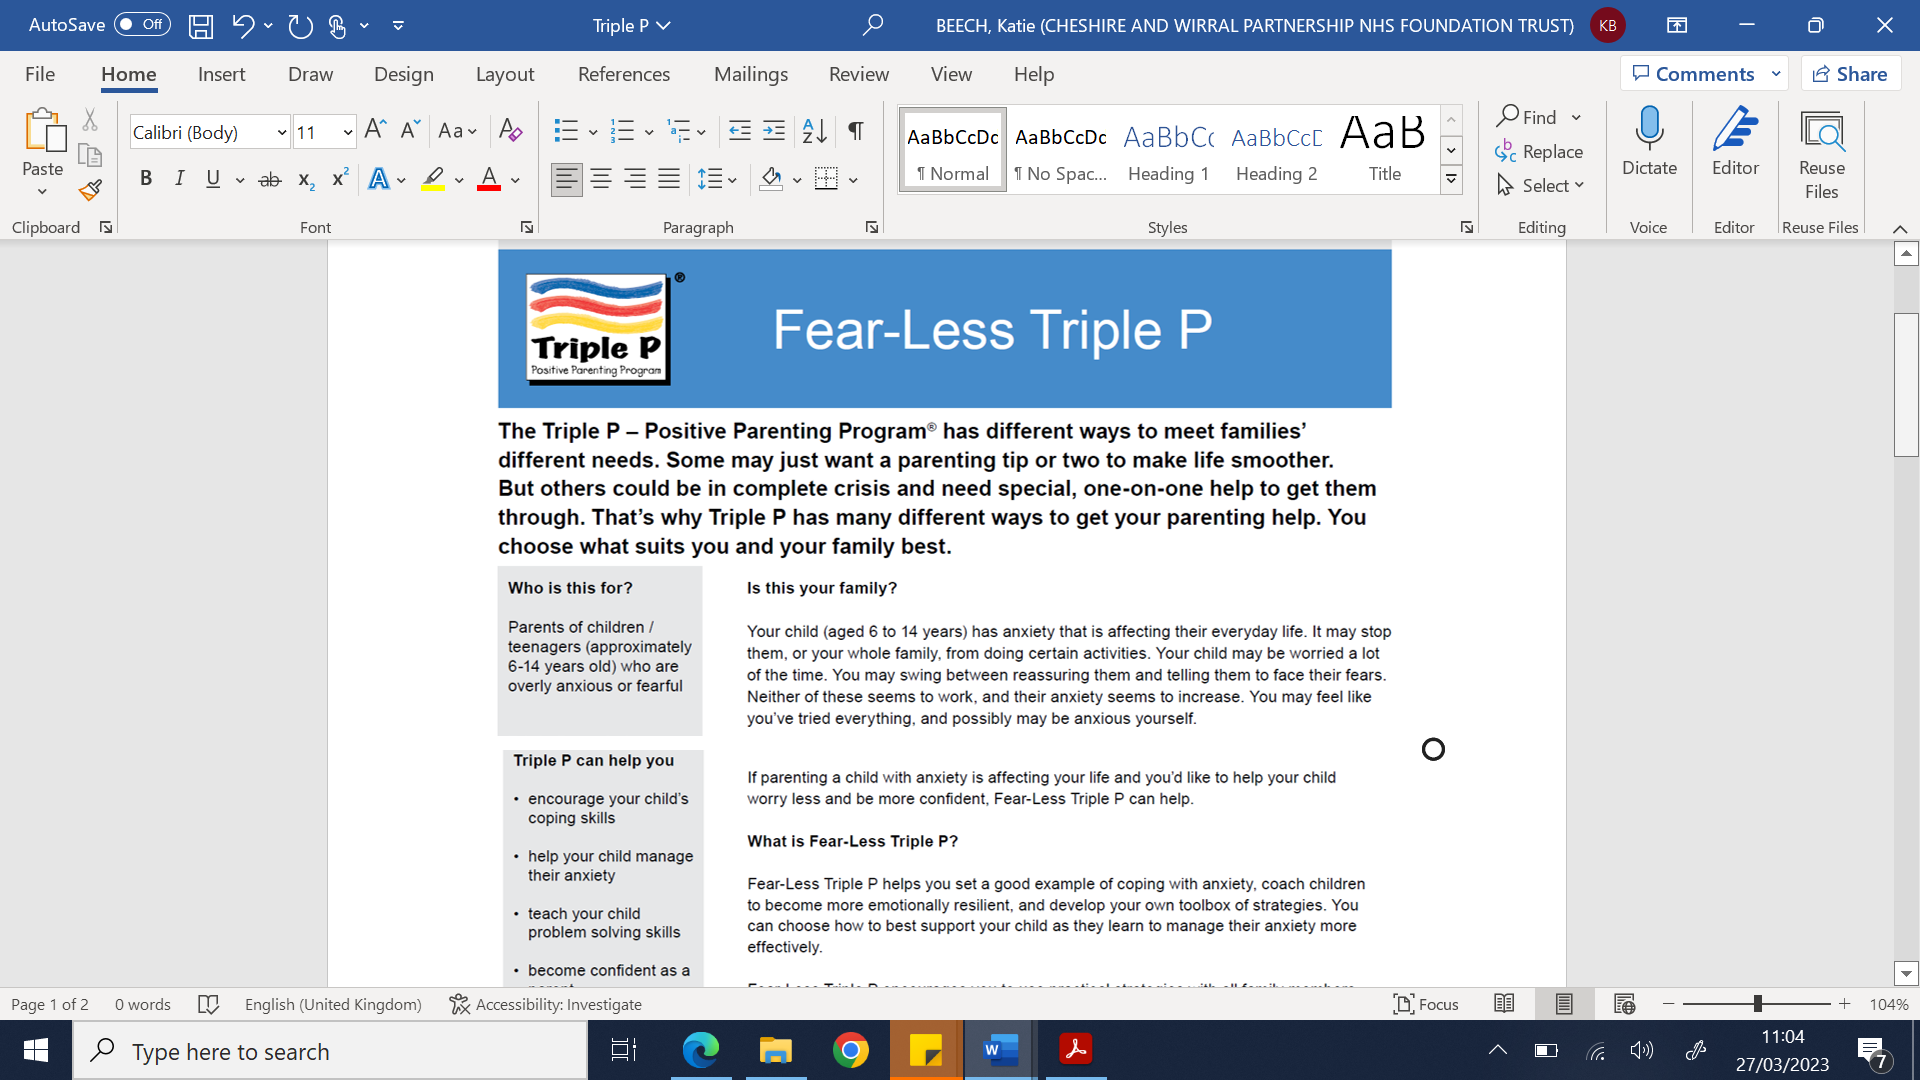 AutoSave Off
Triple P
BEECH, Katie (CHESHIRE AND WIRRAL PARTNERSHIP NHS FOUNDATION TRUST)
KB
File Home Insert Draw Design Layout References Mailings Review View Help
Comments Share
Paste
Clipboard
Calibri (Body) 11
Font
Paragraph
AaBbCcDc AaBbCcDc AaBbCc AaBbCcD AaB
¶ Normal ¶ No Spac... Heading 1 Heading 2 Title
Styles
Find
Replace
Select
Editing
Dictate
Voice
Editor
Editor
Reuse
Files
Reuse Files
Triple P
Positive Parenting Program
®
Fear-Less Triple P
The Triple P – Positive Parenting Program® has different ways to meet families’
different needs. Some may just want a parenting tip or two to make life smoother.
But others could be in complete crisis and need special, one-on-one help to get them
through. That’s why Triple P has many different ways to get your parenting help. You
choose what suits you and your family best.
Who is this for?
Parents of children /
teenagers (approximately
6-14 years old) who are
overly anxious or fearful
Triple P can help you
• encourage your child’s
coping skills
• help your child manage
their anxiety
• teach your child
problem solving skills
• become confident as a
Is this your family?
Your child (aged 6 to 14 years) has anxiety that is affecting their everyday life. It may stop
them, or your whole family, from doing certain activities. Your child may be worried a lot
of the time. You may swing between reassuring them and telling them to face their fears.
Neither of these seems to work, and their anxiety seems to increase. You may feel like
you’ve tried everything, and possibly may be anxious yourself.
If parenting a child with anxiety is affecting your life and you’d like to help your child
worry less and be more confident, Fear-Less Triple P can help.
What is Fear-Less Triple P?
Fear-Less Triple P helps you set a good example of coping with anxiety, coach children
to become more emotionally resilient, and develop your own toolbox of strategies. You
can choose how to best support your child as they learn to manage their anxiety more
effectively.
Page 1 of 2 0 words English (United Kingdom) Accessibility: Investigate
Focus 104%
Type here to search
11:04
27/03/2023
7